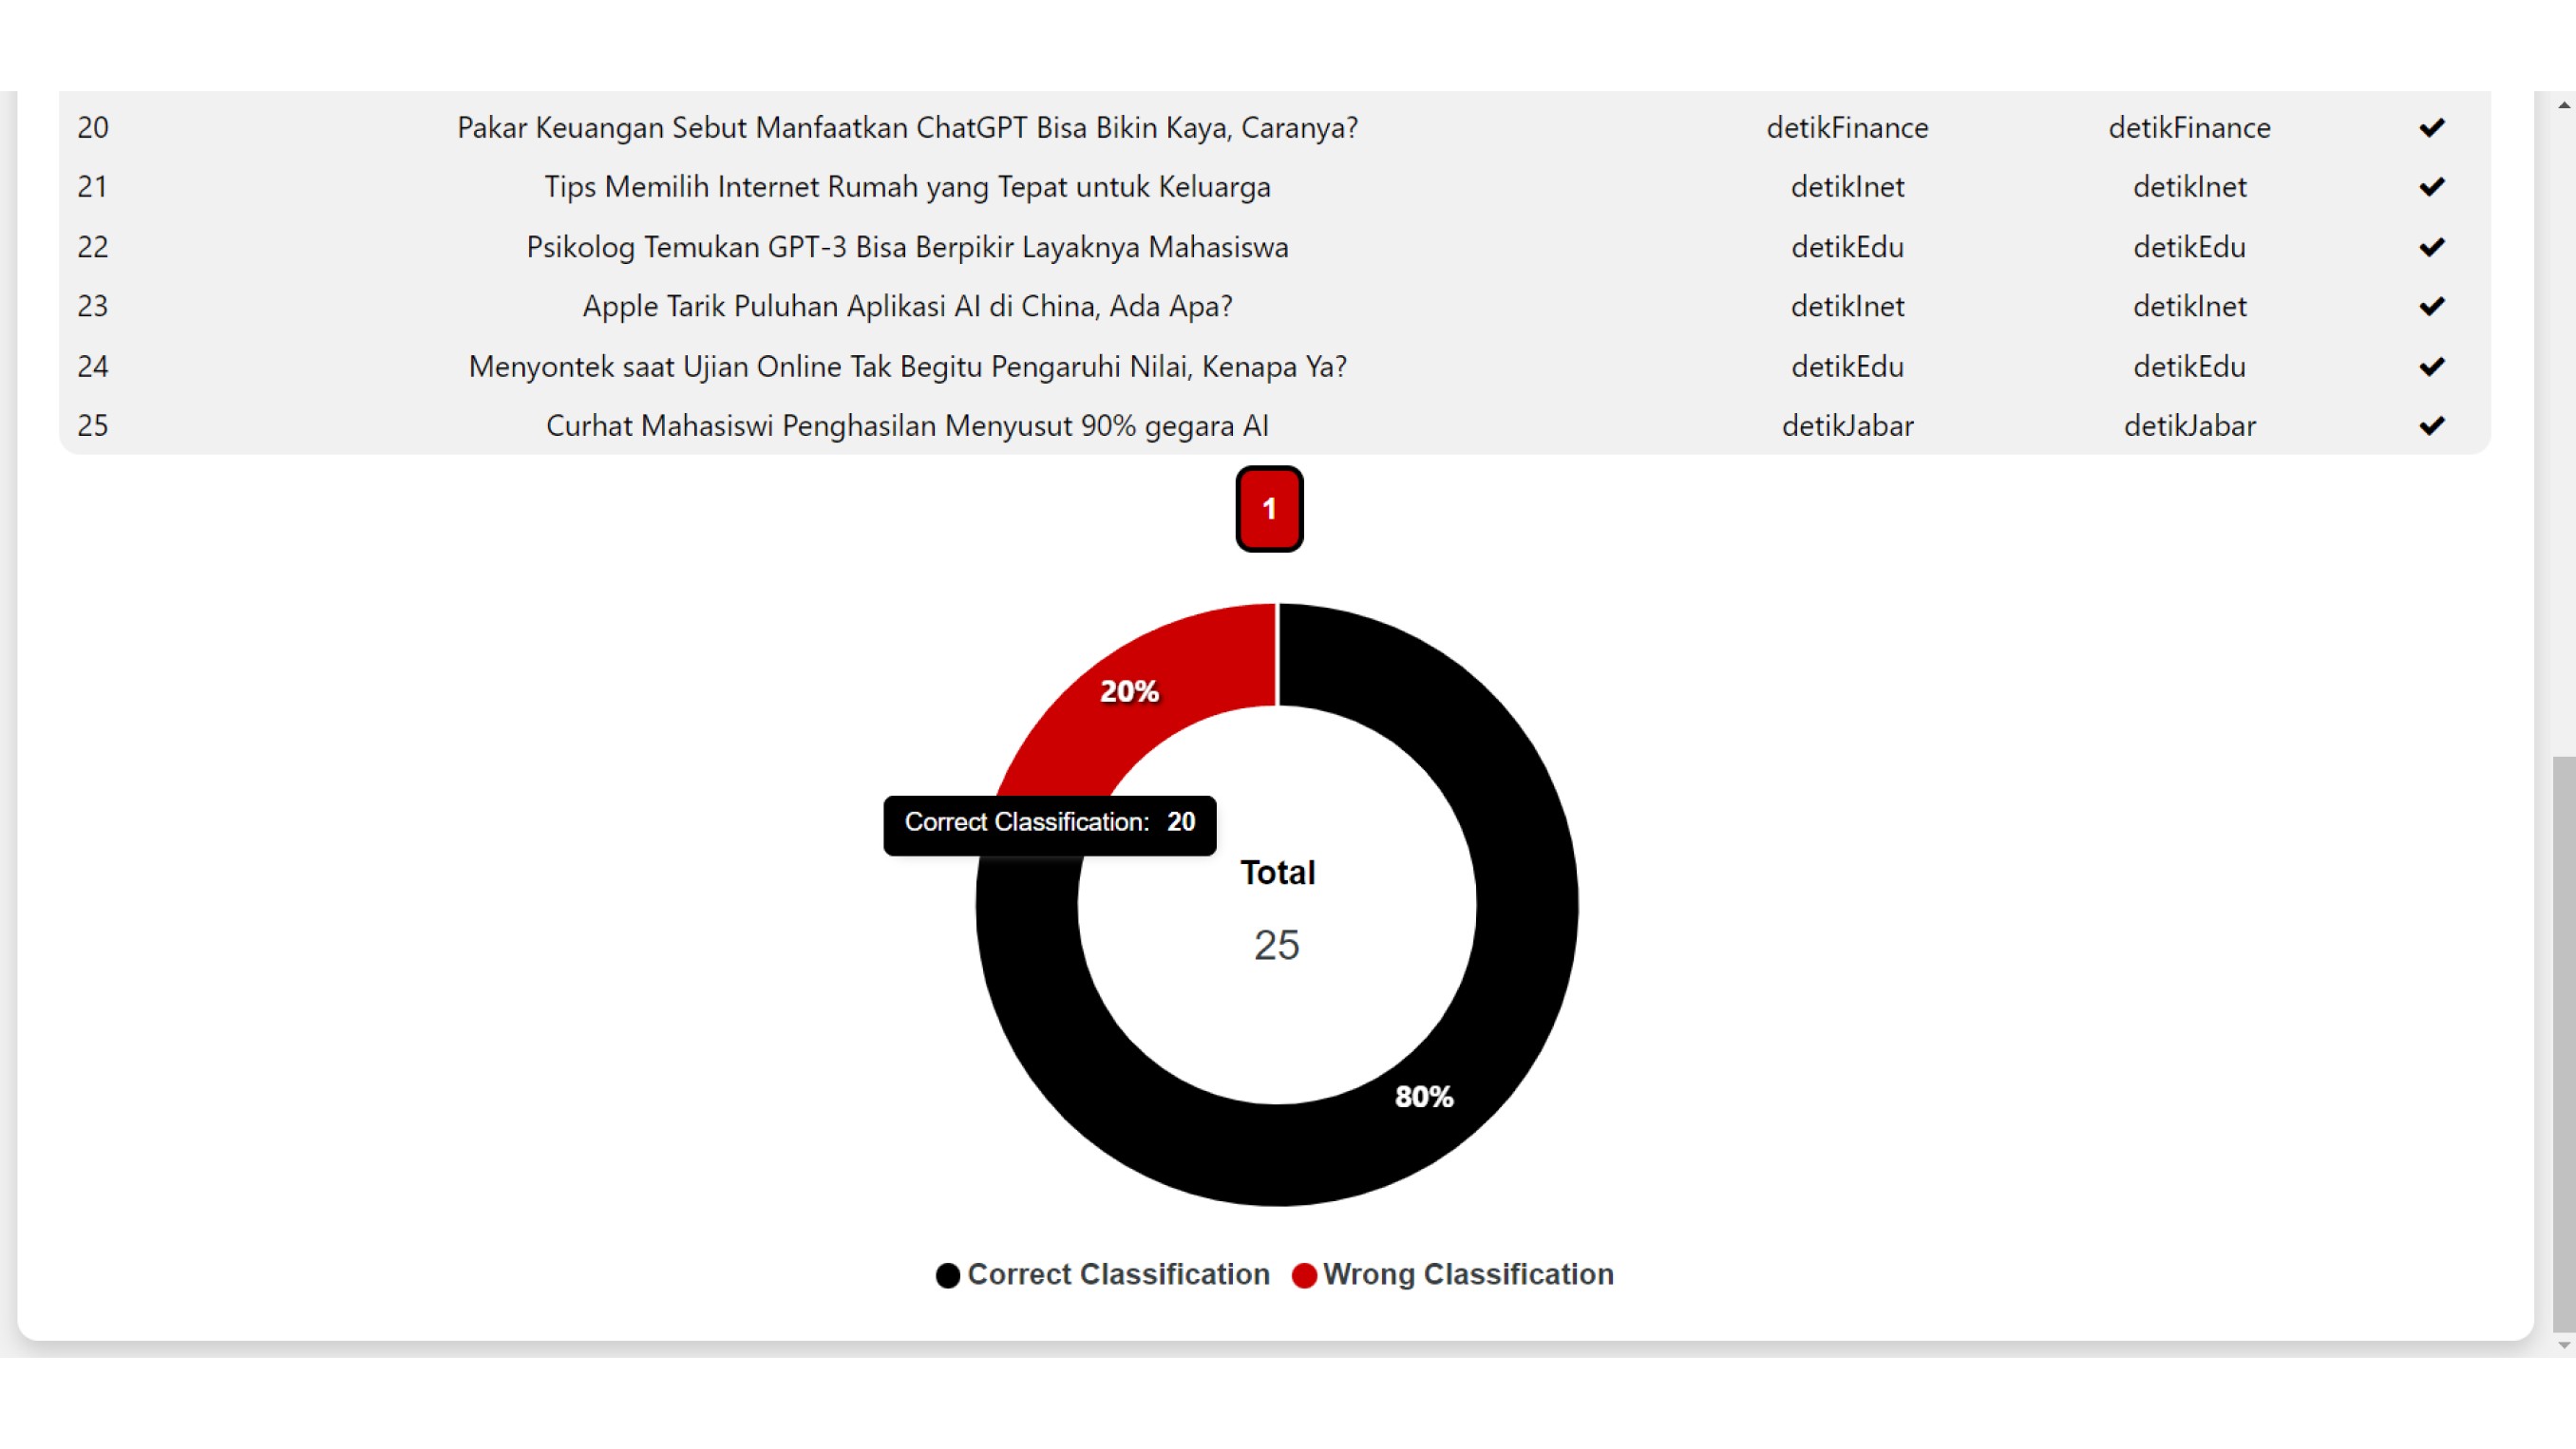 20 Pakar Keuangan Sebut Manfaatkan ChatGPT Bisa Bikin Kaya, Caranya? detikFinance detikFinance ✔
21 Tips Memilih Internet Rumah yang Tepat untuk Keluarga detikInet detikInet ✔
22 Psikolog Temukan GPT-3 Bisa Berpikir Layaknya Mahasiswa detikEdu detikEdu ✔
23 Apple Tarik Puluhan Aplikasi AI di China, Ada Apa? detikInet detikInet ✔
24 Menyontek saat Ujian Online Tak Begitu Pengaruhi Nilai, Kenapa Ya? detikEdu detikEdu ✔
25 Curhat Mahasiswi Penghasilan Menyusut 90% gegara AI detikJabar detikJabar ✔
1
20%
Correct Classification: 20
Total
25
80%
Correct Classification Wrong Classification